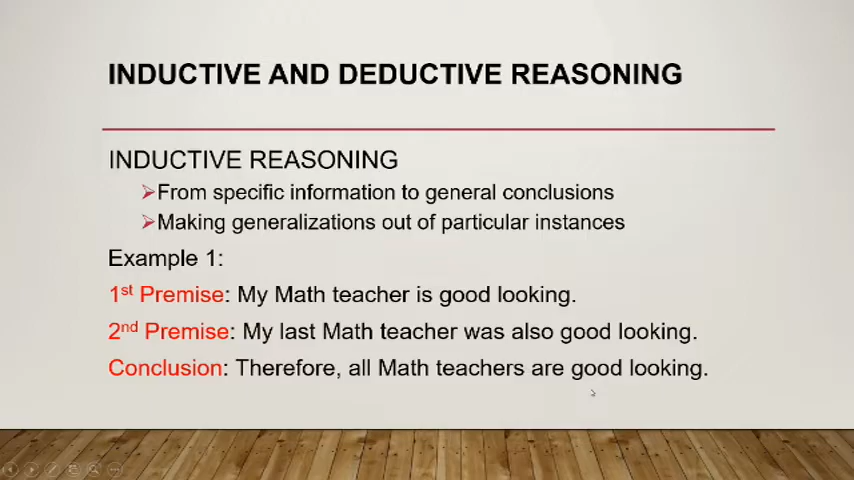 INDUCTIVE AND DEDUCTIVE REASONING
INDUCTIVE REASONING
➢From specific information to general conclusions
➢Making generalizations out of particular instances
Example 1:
1st Premise: My Math teacher is good looking.
2nd Premise: My last Math teacher was also good looking.
Conclusion: Therefore, all Math teachers are good looking.